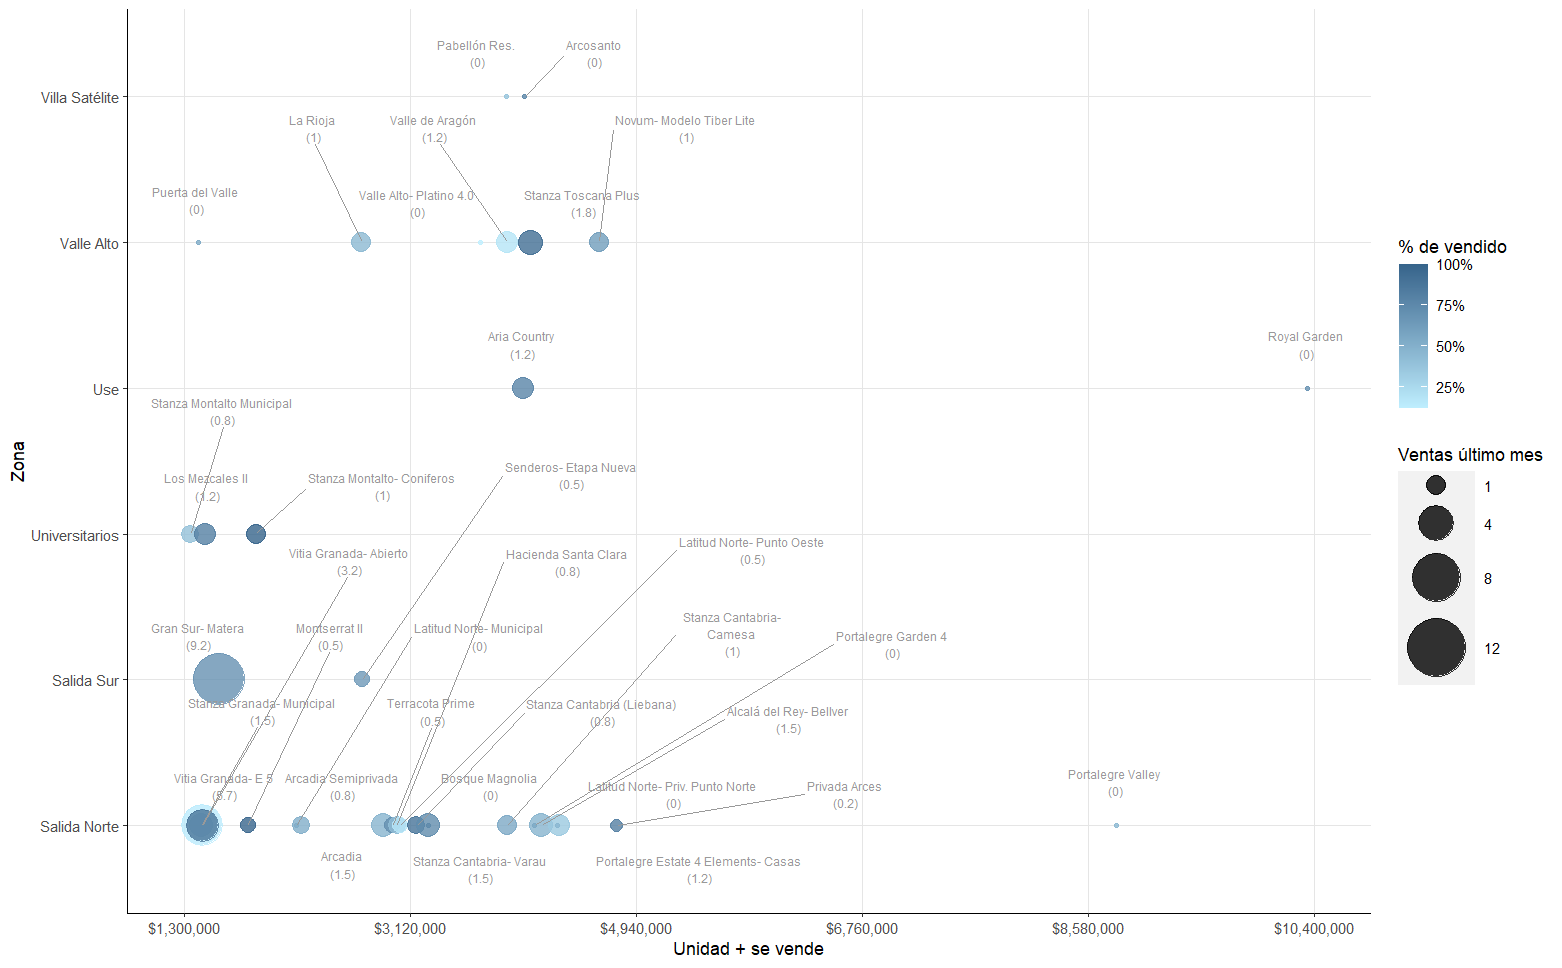 Pabellón Res.
(0)
Arcosanto
(0)
Villa Satélite
La Rioja
(1)
Valle de Aragón
(1.2)
Novum- Modelo Tiber Lite
(1)
Puerta del Valle
(0)
Valle Alto- Platino 4.0
(0)
Stanza Toscana Plus
(1.8)
Valle Alto
Aria Country
(1.2)
Royal Garden
(0)
Use
Stanza Montalto Municipal
(0.8)
Los Mezcales II
(1.2)
Stanza Montalto- Coniferos
(1)
Senderos- Etapa Nueva
(0.5)
Universitarios
Vitia Granada- Abierto
(3.2)
Hacienda Santa Clara
(0.8)
Latitud Norte- Punto Oeste
(0.5)
Gran Sur- Matera
(9.2)
Montserrat II
(0.5)
Latitud Norte- Municipal
(0)
Stanza Cantabria-
Camesa
(1)
Portalegre Garden 4
(0)
Salida Sur
Stanza Granada- Municipal
(1.5)
Terracota Prime
(0.5)
Stanza Cantabria (Liebana)
(0.8)
Alcalá del Rey- Bellver
(1.5)
Vitia Granada- E 5
(5.7)
Arcadia Semiprivada
(0.8)
Bosque Magnolia
(0)
Latitud Norte- Priv. Punto Norte
(0)
Privada Arces
(0.2)
Portalegre Valley
(0)
Salida Norte
Arcadia
(1.5)
Stanza Cantabria- Varau
(1.5)
Portalegre Estate 4 Elements- Casas
(1.2)
Zona
$1,300,000
$3,120,000
$4,940,000
$6,760,000
$8,580,000
$10,400,000
Unidad + se vende
% de vendido
100%
75%
50%
25%
Ventas último mes
1
4
8
12